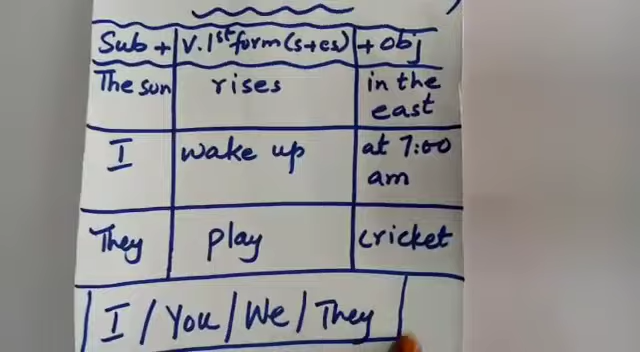 Sub + V. 1st form (s+es) + obj
The sun rises in the
east
I wake up at 7:00
am
They play cricket
I / You / We / They